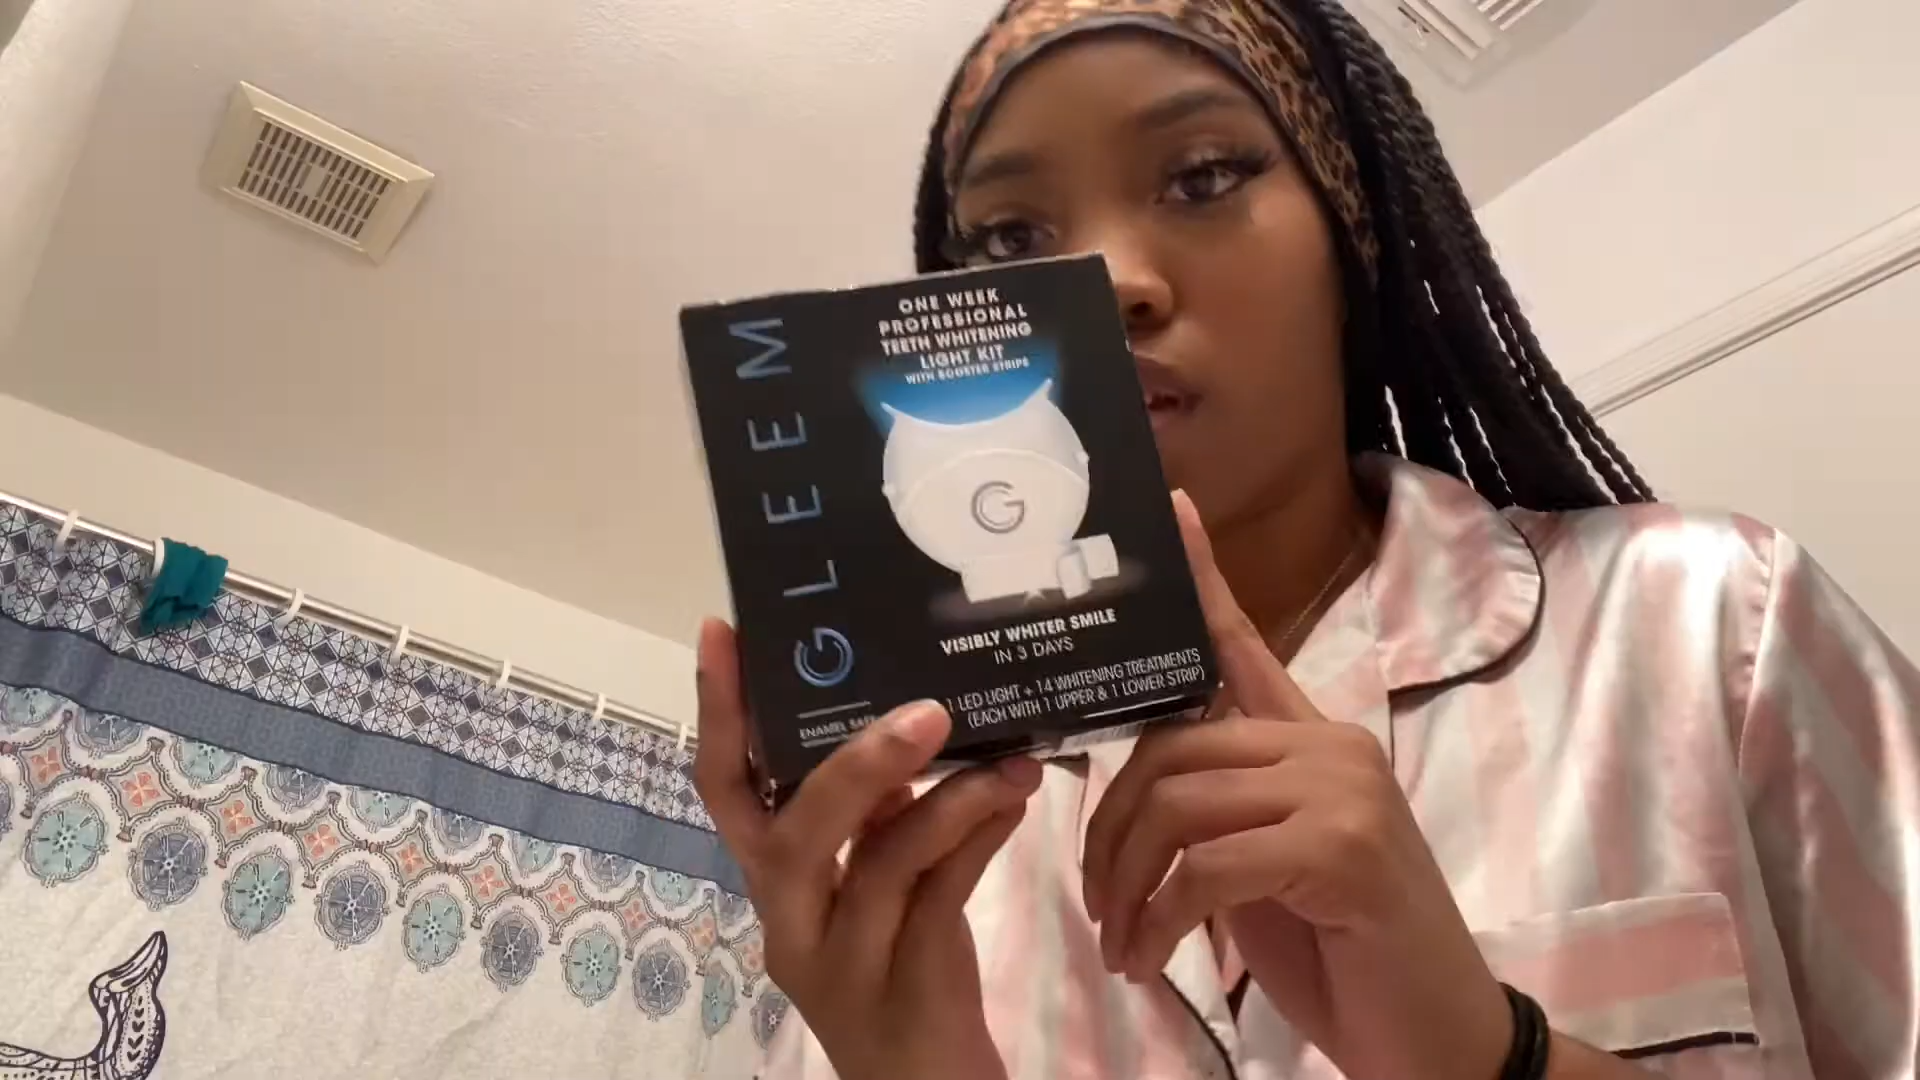 GLEEM
ONE WEEK
PROFESSIONAL
TEETH WHITENING
LIGHT KIT
WITH BOOSTER STRIPS
G
VISIBLY WHITER SMILE
IN 3 DAYS
1 LED LIGHT + 14 WHITENING TREATMENTS
(EACH WITH 1 UPPER & 1 LOWER STRIP)
ENAMEL SAFE